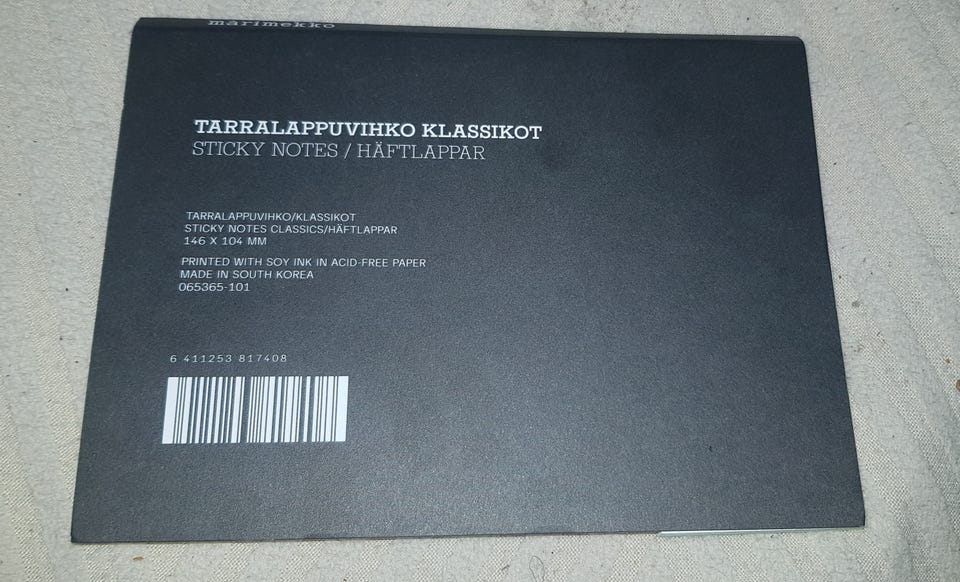 marimekko
TARRALAPPUVIHKO KLASSIKOT
STICKY NOTES / HÄFTLAPPAR
TARRALAPPUVIHKO/KLASSIKOT
STICKY NOTES CLASSICS/HÄFTLAPPAR
146 X 104 MM
PRINTED WITH SOY INK IN ACID-FREE PAPER
MADE IN SOUTH KOREA
065365-101
6 411253 817408